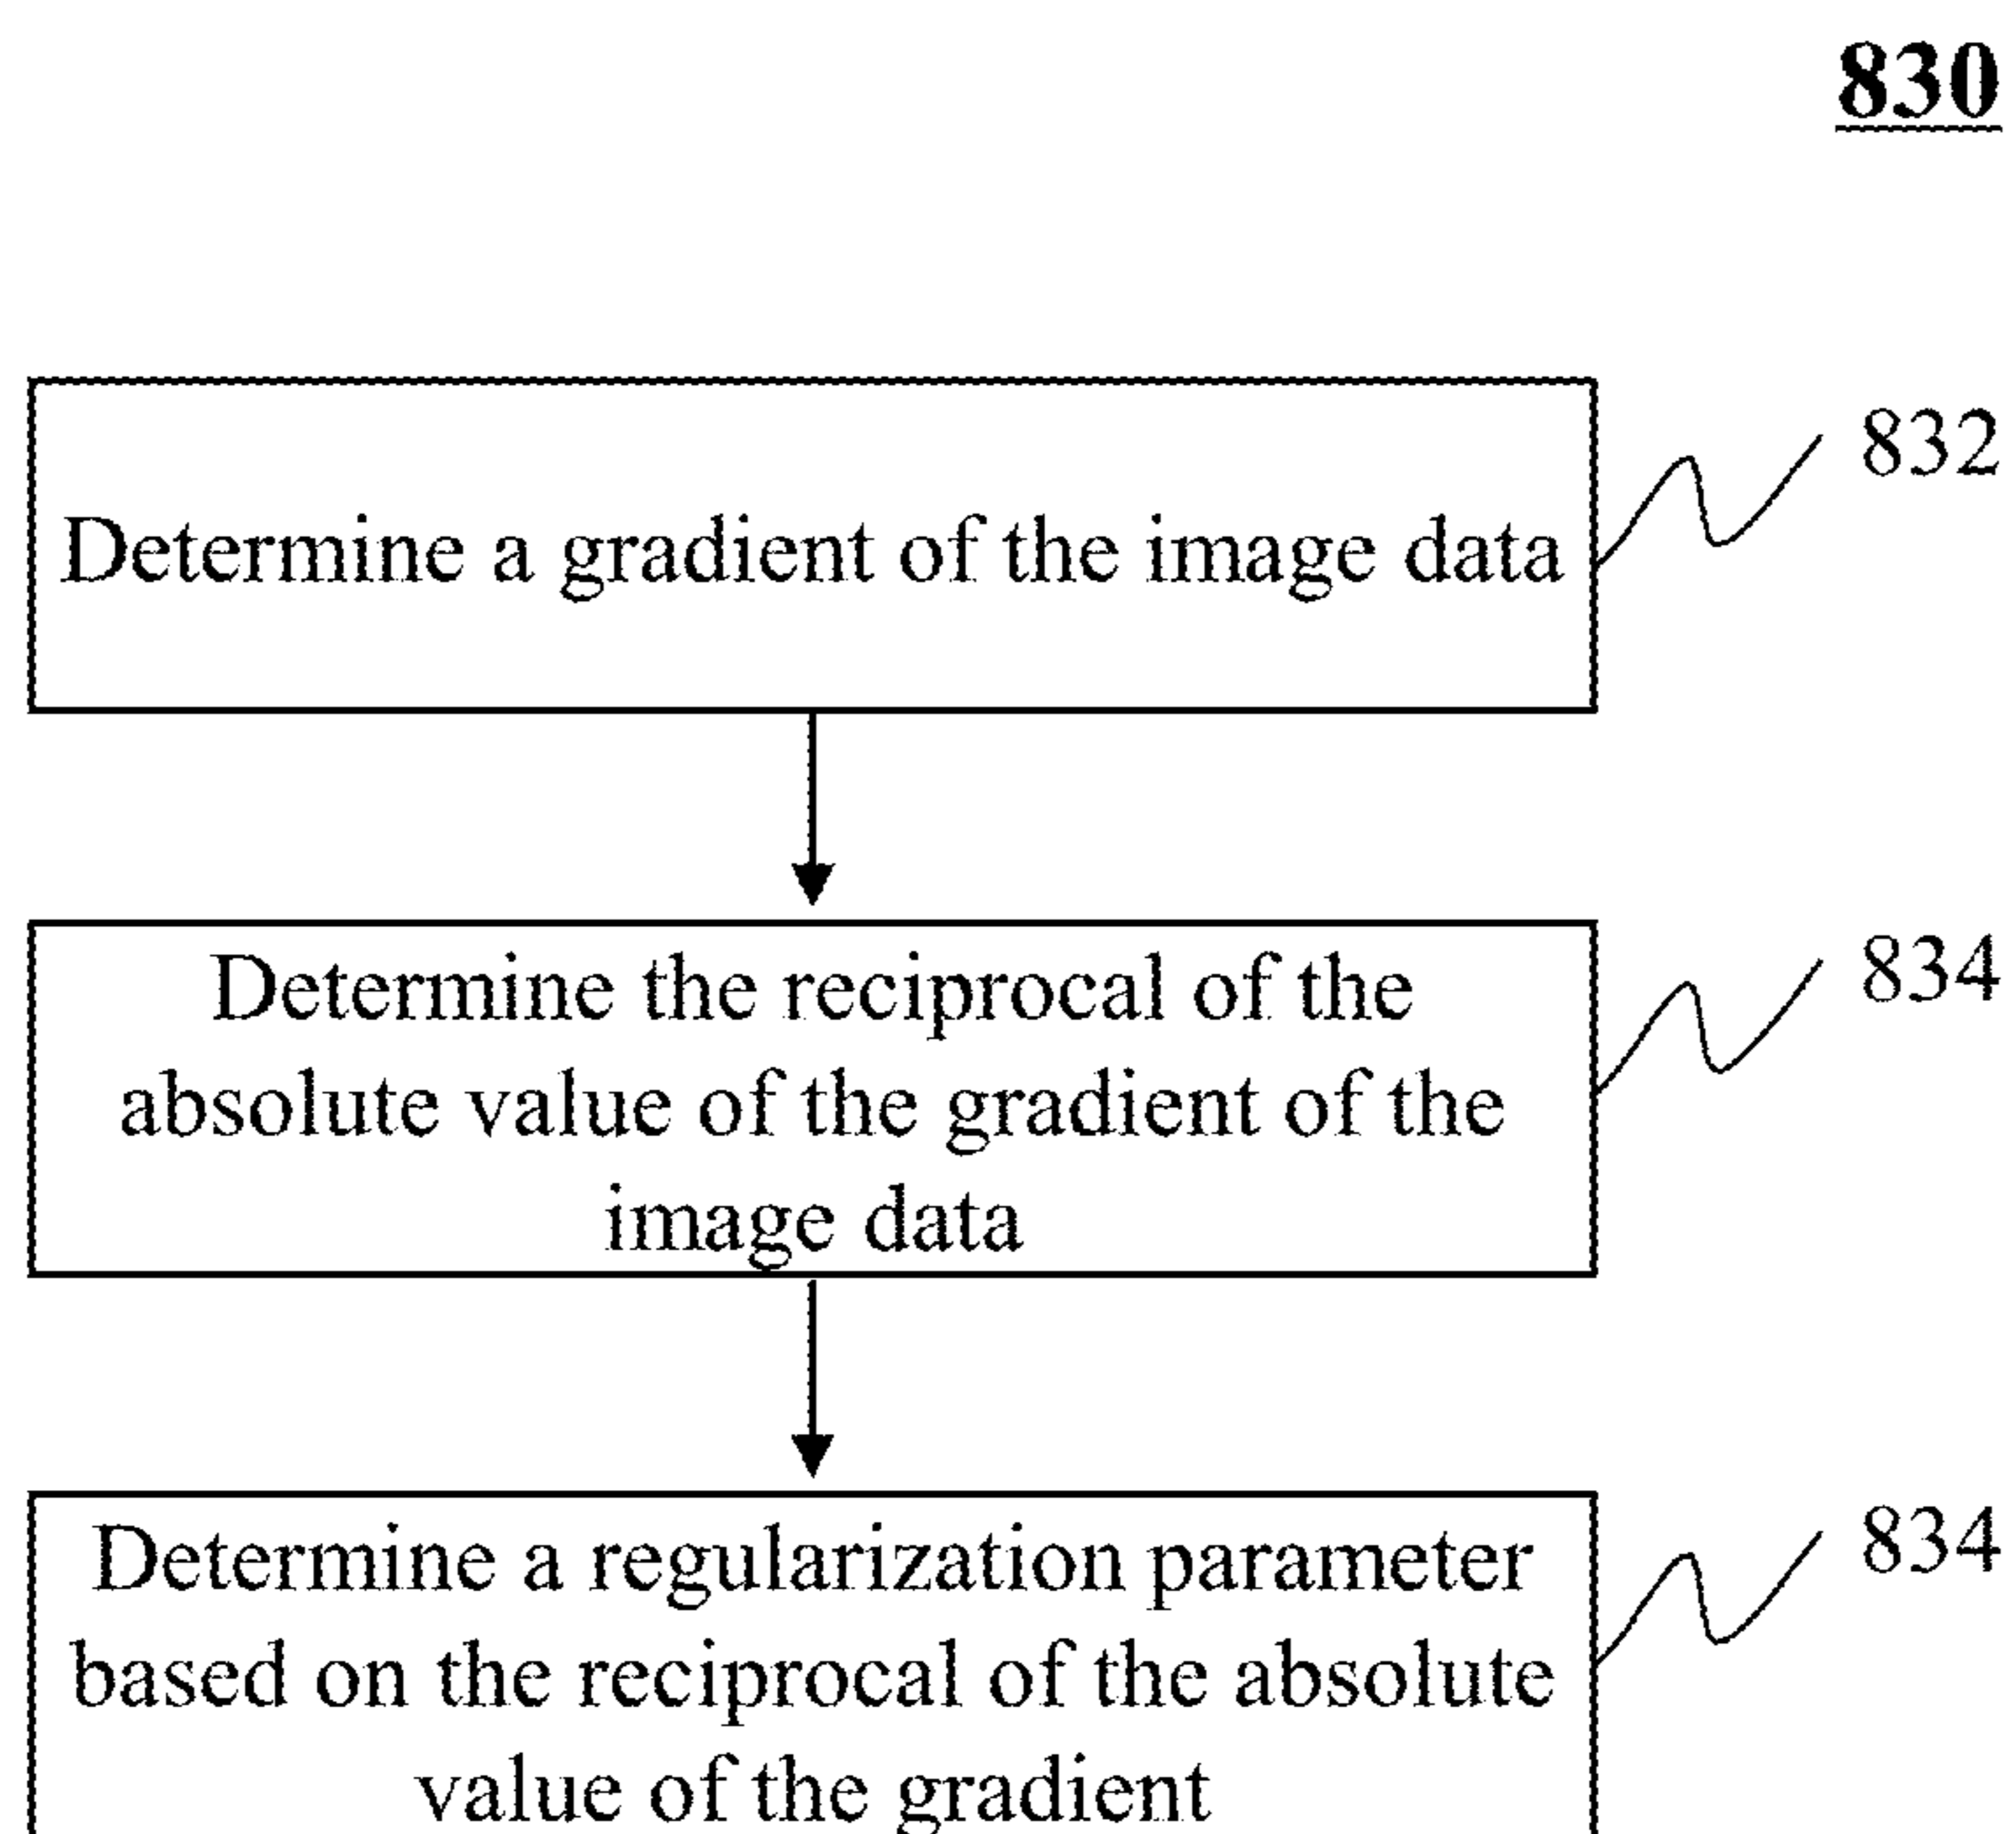 830
832
Determine a gradient of the image data
834
Determine the reciprocal of the
absolute value of the gradient of the
image data
834
Determine a regularization parameter
based on the reciprocal of the absolute
value of the gradient